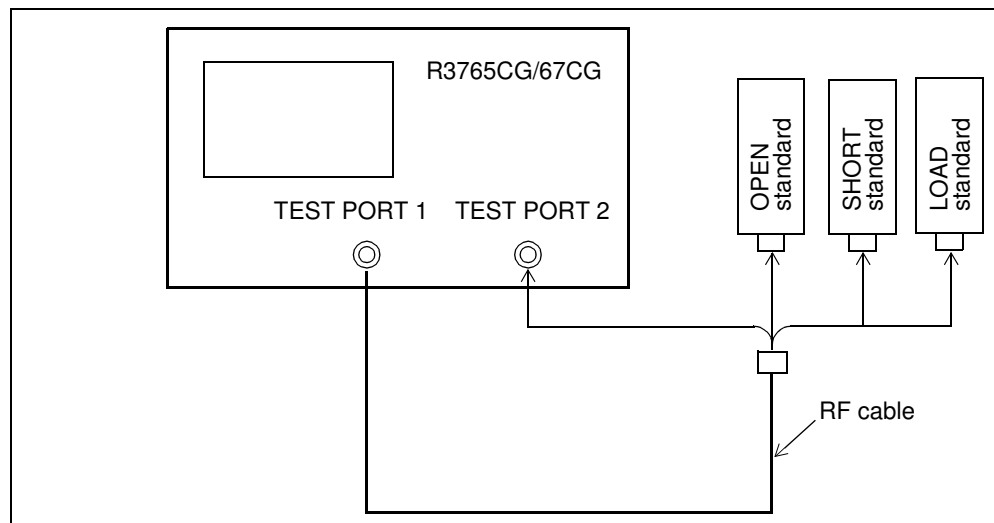 R3765CG/67CG
TEST PORT 1
TEST PORT 2
OPEN
standard
SHORT
standard
LOAD
standard
RF cable